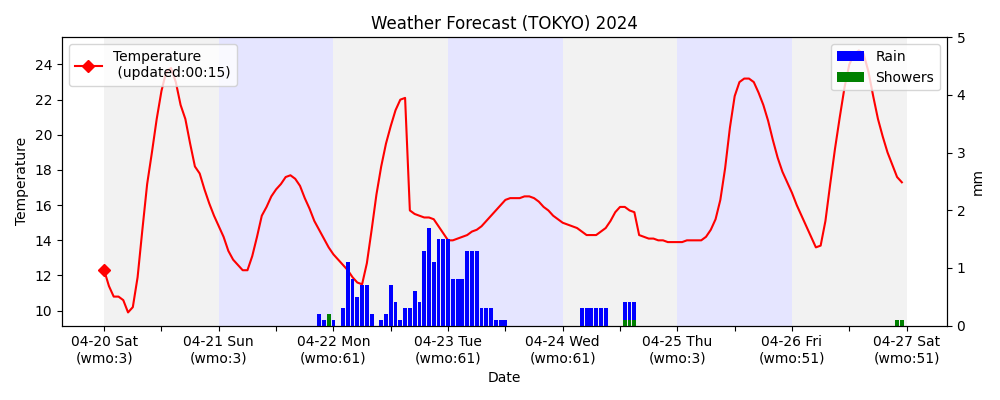 Weather Forecast (TOKYO) 2024
Temperature
(updated:00:15)
Rain
Showers
Temperature
24
22
20
18
16
14
12
10
5
4
3
2
1
0
mm
04-20 Sat
(wmo:3)
04-21 Sun
(wmo:3)
04-22 Mon
(wmo:61)
04-23 Tue
(wmo:61)
04-24 Wed
(wmo:61)
04-25 Thu
(wmo:3)
04-26 Fri
(wmo:51)
04-27 Sat
(wmo:51)
Date